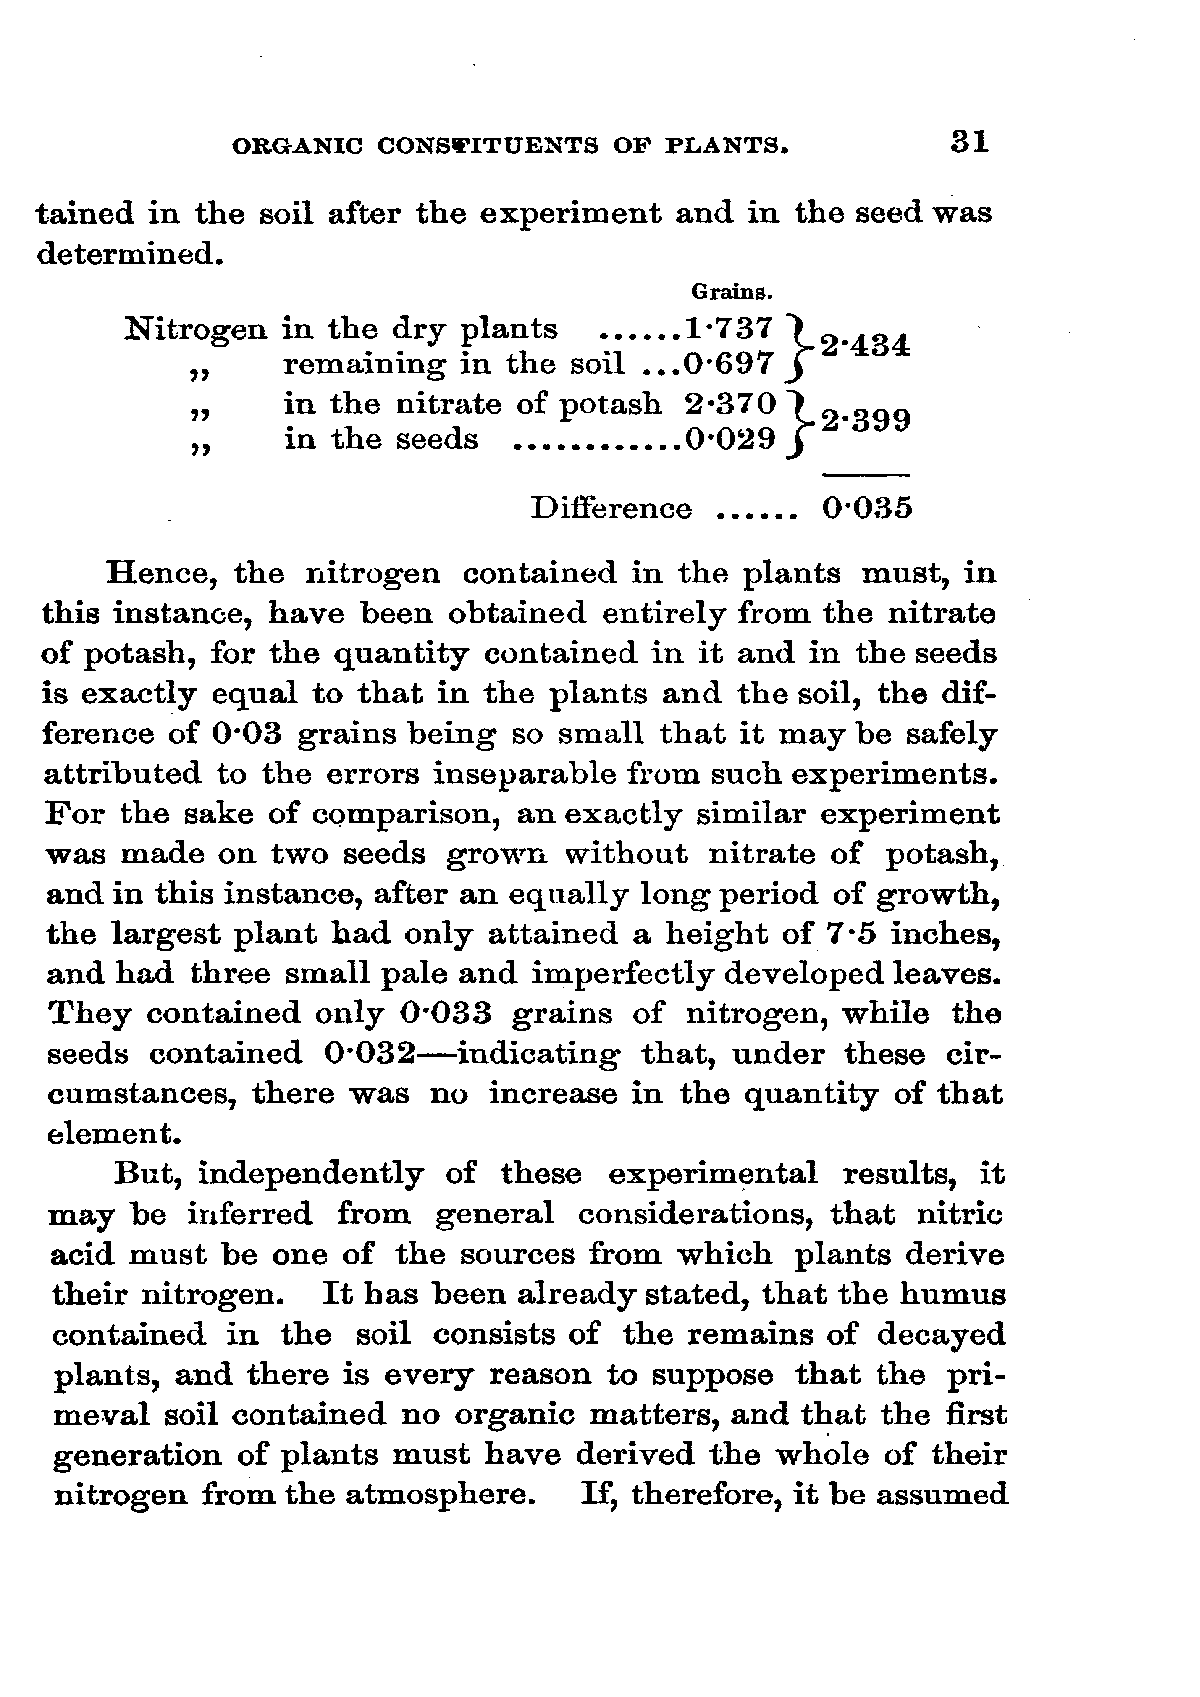 ORGANIC CONSTITUENTS OF PLANTS. 31
tained in the soil after the experiment and in the seed was
determined.
Grains.
Nitrogen in the dry plants ......1·737 } 2·434
„ remaining in the soil ...0·697
„ in the nitrate of potash 2·370 } 2·399
„ in the seeds ............0·029
Difference ...... 0·035
Hence, the nitrogen contained in the plants must, in
this instance, have been obtained entirely from the nitrate
of potash, for the quantity contained in it and in the seeds
is exactly equal to that in the plants and the soil, the dif-
ference of 0·03 grains being so small that it may be safely
attributed to the errors inseparable from such experiments.
For the sake of comparison, an exactly similar experiment
was made on two seeds grown without nitrate of potash,
and in this instance, after an equally long period of growth,
the largest plant had only attained a height of 7·5 inches,
and had three small pale and imperfectly developed leaves.
They contained only 0·033 grains of nitrogen, while the
seeds contained 0·032—indicating that, under these cir-
cumstances, there was no increase in the quantity of that
element.
But, independently of these experimental results, it
may be inferred from general considerations, that nitric
acid must be one of the sources from which plants derive
their nitrogen. It has been already stated, that the humus
contained in the soil consists of the remains of decayed
plants, and there is every reason to suppose that the pri-
meval soil contained no organic matters, and that the first
generation of plants must have derived the whole of their
nitrogen from the atmosphere. If, therefore, it be assumed